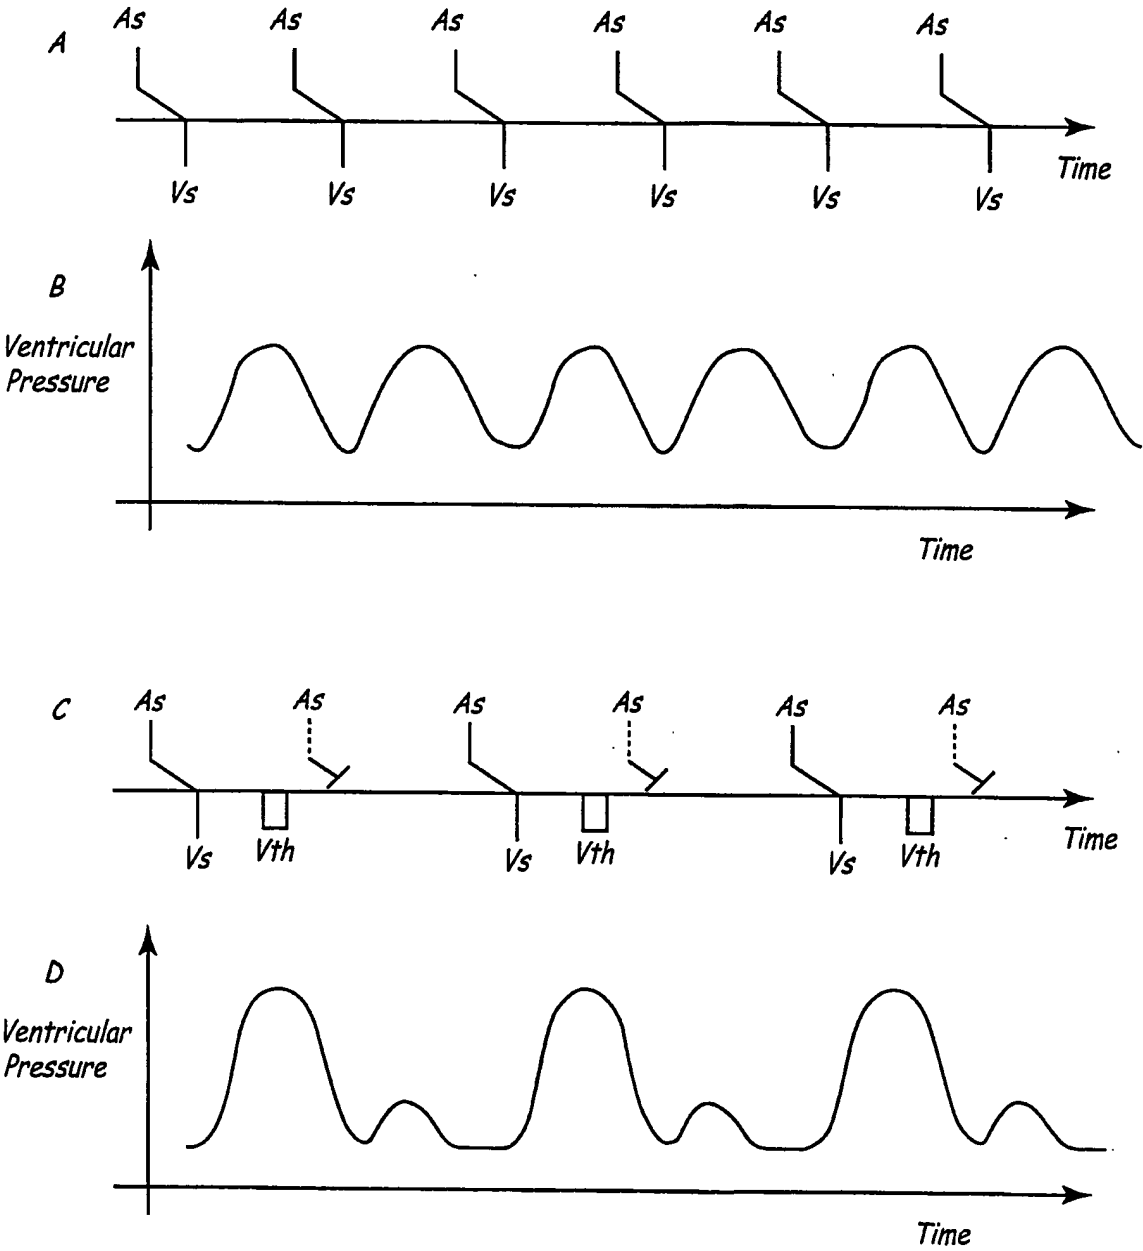 A
As As As As As As
Time
Vs Vs Vs Vs Vs Vs
B
Ventricular
Pressure
Time
C
As As As As As As
Time
Vs Vth Vs Vth Vs Vth
D
Ventricular
Pressure
Time